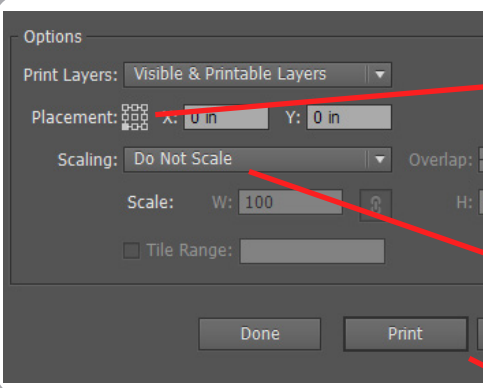 Options
Print Layers: Visible & Printable Layers
Placement: X: 0 in Y: 0 in
Scaling: Do Not Scale Overlap:
Scale: W: 100 H:
Tile Range:
Done Print